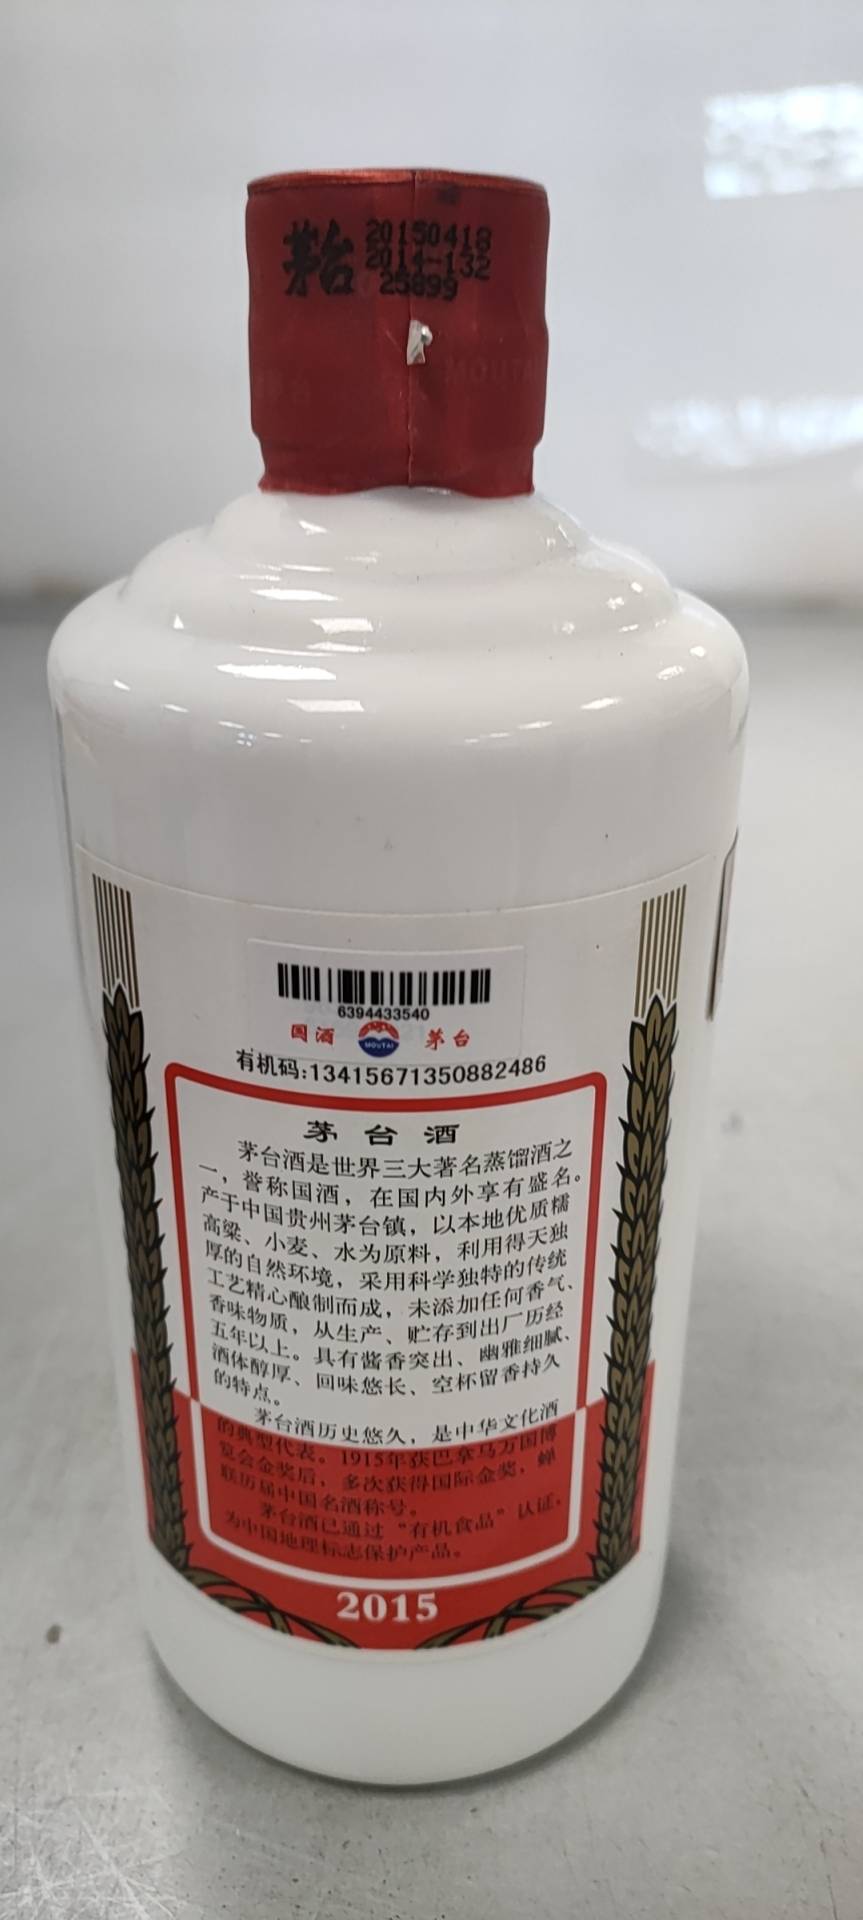 茅台
20150418
2014-132
25899
MOUTAI
6394433540
国酒
MOUTAI
茅台
有机码:13415671350882486
茅台酒
茅台酒是世界三大著名蒸馏酒之
一，誉称国酒，在国内外享有盛名。
产于中国贵州茅台镇，以本地优质糯
高粱、小麦、水为原料，利用得天独
厚的自然环境，采用科学独特的传统
工艺精心酿制而成，未添加任何香气、
香味物质，从生产、贮存到出厂历经
五年以上。具有酱香突出、幽雅细腻、
酒体醇厚、回味悠长、空杯留香持久
的特点。
茅台酒历史悠久，是中华文化酒
的典型代表。1915年获巴拿马万国博
览会金奖后，多次获得国际金奖，蝉
联历届中国名酒称号。
茅台酒已通过“有机食品”认证，
为中国地理标志保护产品。
2015